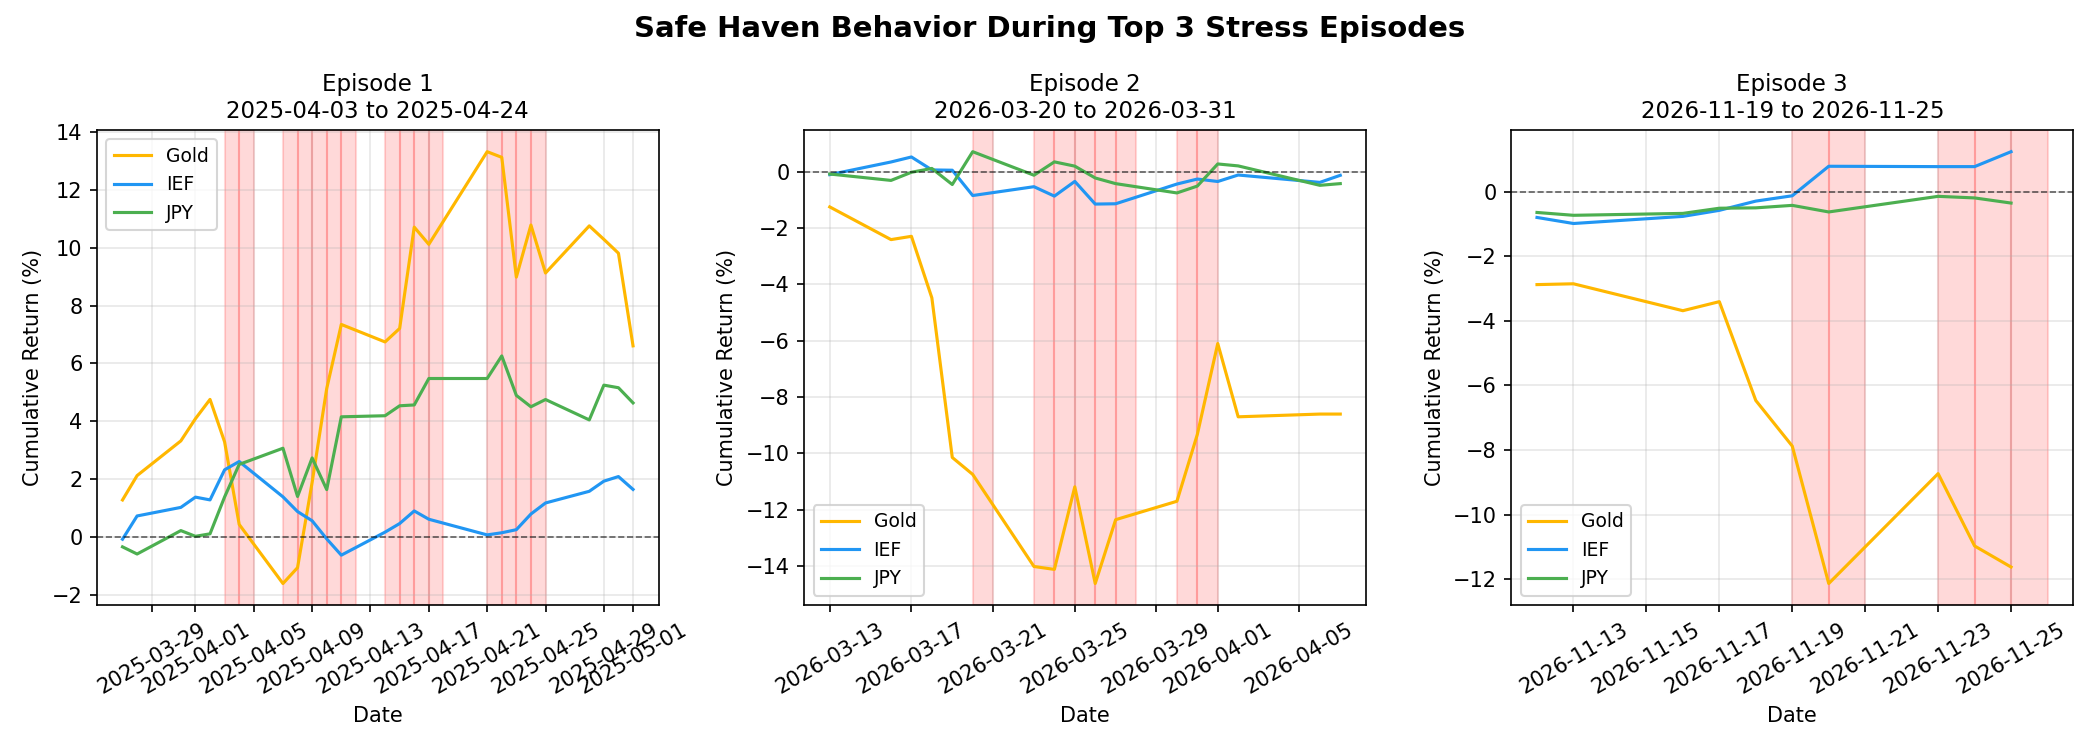 Safe Haven Behavior During Top 3 Stress Episodes
Episode 1
2025-04-03 to 2025-04-24
Cumulative Return (%)
14
12
10
8
6
4
2
0
−2
Gold
IEF
JPY
2025-03-29
2025-04-01
2025-04-05
2025-04-09
2025-04-13
2025-04-17
2025-04-21
2025-04-25
2025-04-29
2025-05-01
Date
Episode 2
2026-03-20 to 2026-03-31
Cumulative Return (%)
0
−2
−4
−6
−8
−10
−12
−14
Gold
IEF
JPY
2026-03-13
2026-03-17
2026-03-21
2026-03-25
2026-03-29
2026-04-01
2026-04-05
Date
Episode 3
2026-11-19 to 2026-11-25
Cumulative Return (%)
0
−2
−4
−6
−8
−10
−12
Gold
IEF
JPY
2026-11-13
2026-11-15
2026-11-17
2026-11-19
2026-11-21
2026-11-23
2026-11-25
Date